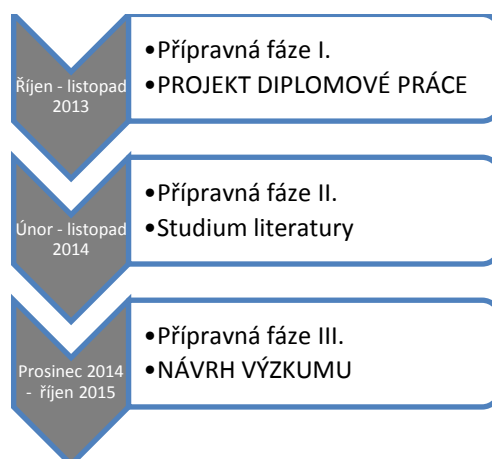 Říjen - listopad
2013
•Přípravná fáze I.
•PROJEKT DIPLOMOVÉ PRÁCE
Únor - listopad
2014
•Přípravná fáze II.
•Studium literatury
Prosinec 2014
- říjen 2015
•Přípravná fáze III.
•NÁVRH VÝZKUMU